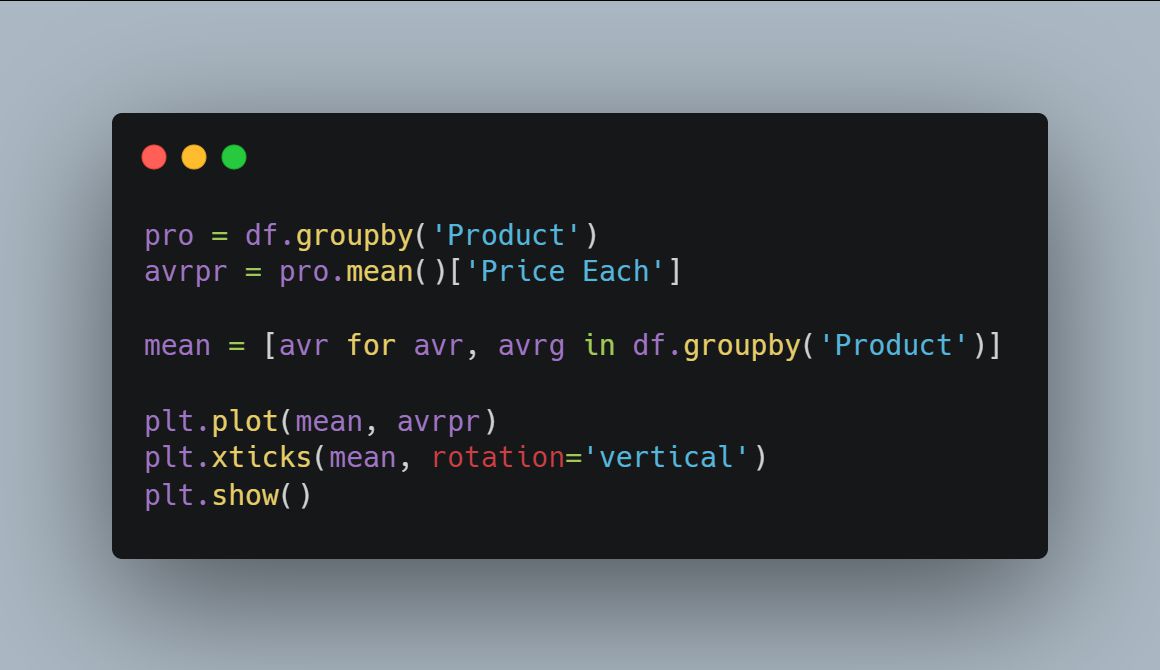 pro = df.groupby('Product')
avrpr = pro.mean()['Price Each']
mean = [avr for avr, avrg in df.groupby('Product')]
plt.plot(mean, avrpr)
plt.xticks(mean, rotation='vertical')
plt.show()